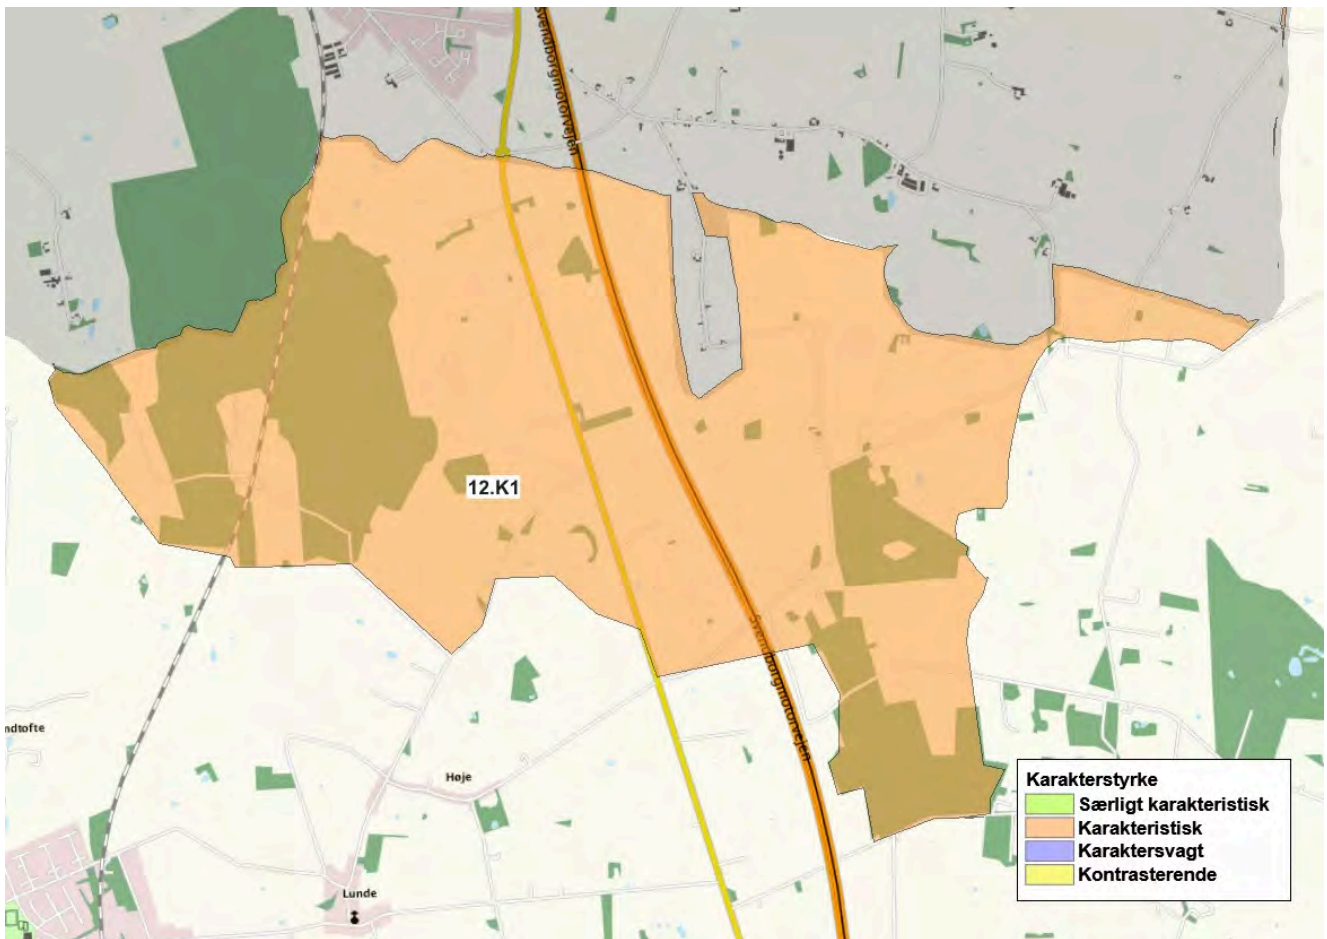 Svendborgmotorvejen
12.K1
Svendborgmotorvejen
ndtofte
Høje
Lunde
Karakterstyrke
Særligt karakteristisk
Karakteristisk
Karaktersvagt
Kontrasterende